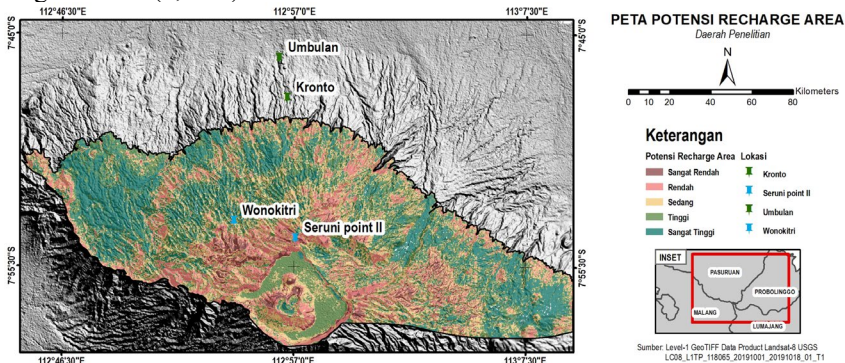 112°46'30"E 112°57'0"E 113°7'30"E
7°45'0"S
7°45'0"S
Umbulan
Kronto
Wonokitri
Seruni point II
7°55'30"S
7°55'30"S
112°46'30"E 112°57'0"E 113°7'30"E
PETA POTENSI RECHARGE AREA
Daerah Penelitian
N
Kilometers
0 10 20 40 60 80
Keterangan
Potensi Recharge Area Lokasi
Sangat Rendah Kronto
Rendah Seruni point II
Sedang Umbulan
Tinggi Wonokitri
Sangat Tinggi
INSET
PASURUAN
PROBOLINGGO
MALANG
LUMAJANG
Sumber: Level-1 GeoTIFF Data Product Landsat-8 USGS
LC08_L1TP_118065_20191001_20191018_01_T1